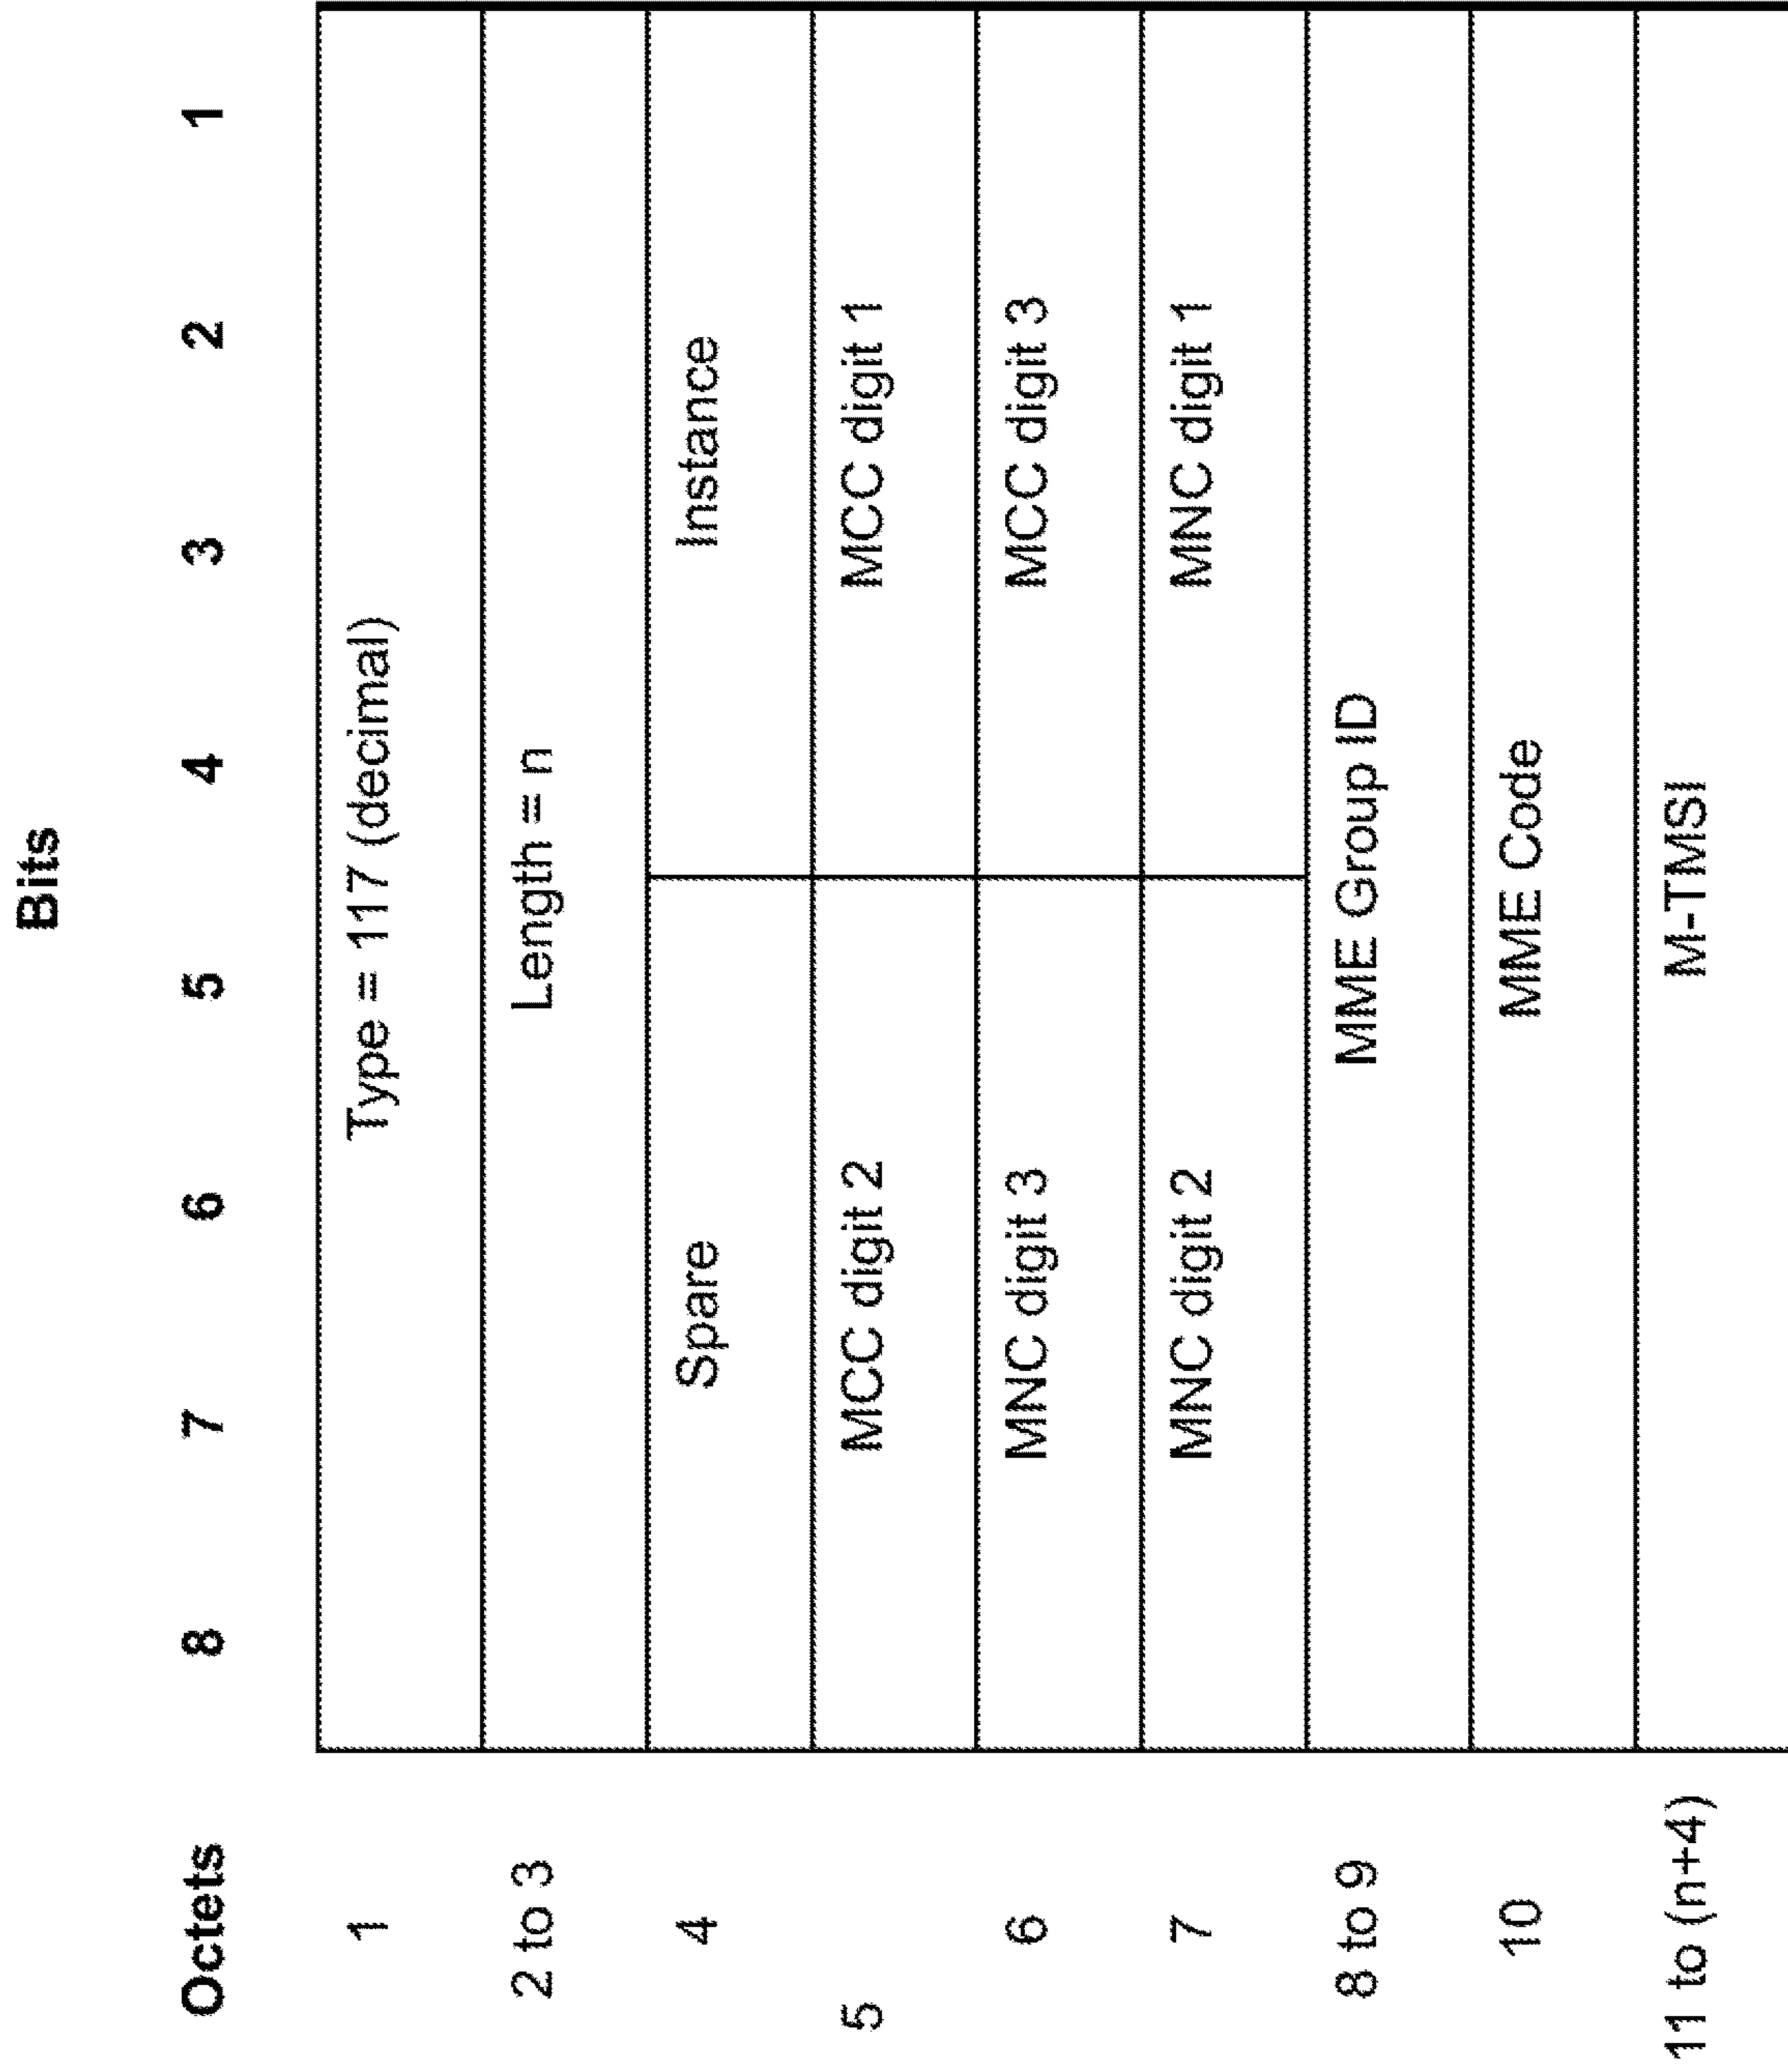 Bits
Octets 8 7 6 5 4 3 2 1
1 Type = 117 (decimal)
2 to 3 Length = n
4 Spare Instance
5 MCC digit 2 MCC digit 1
6 MNC digit 3 MCC digit 3
7 MNC digit 2 MNC digit 1
8 to 9 MME Group ID
10 MME Code
11 to (n+4) M-TMSI